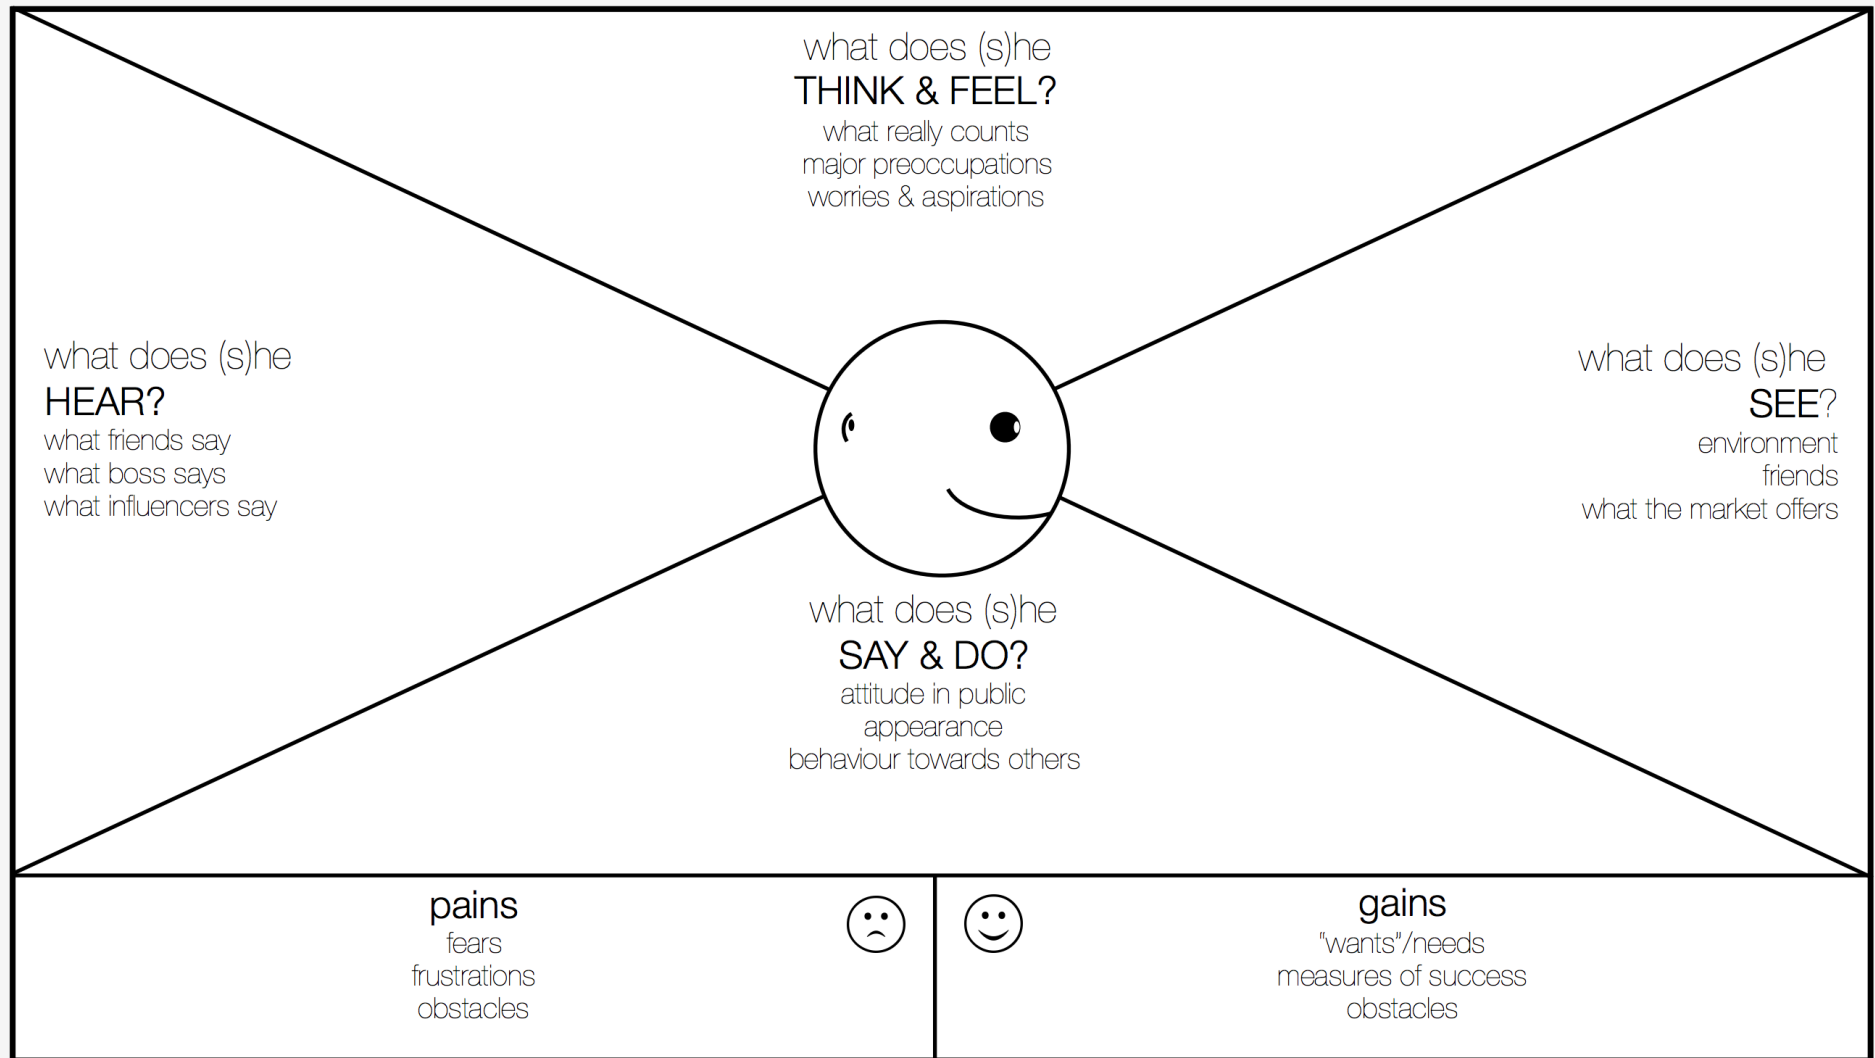 what does (s)he
THINK & FEEL?
what really counts
major preoccupations
worries & aspirations
what does (s)he
HEAR?
what friends say
what boss says
what influencers say
what does (s)he
SEE?
environment
friends
what the market offers
what does (s)he
SAY & DO?
attitude in public
appearance
behaviour towards others
pains
fears
frustrations
obstacles
gains
“wants”/needs
measures of success
obstacles